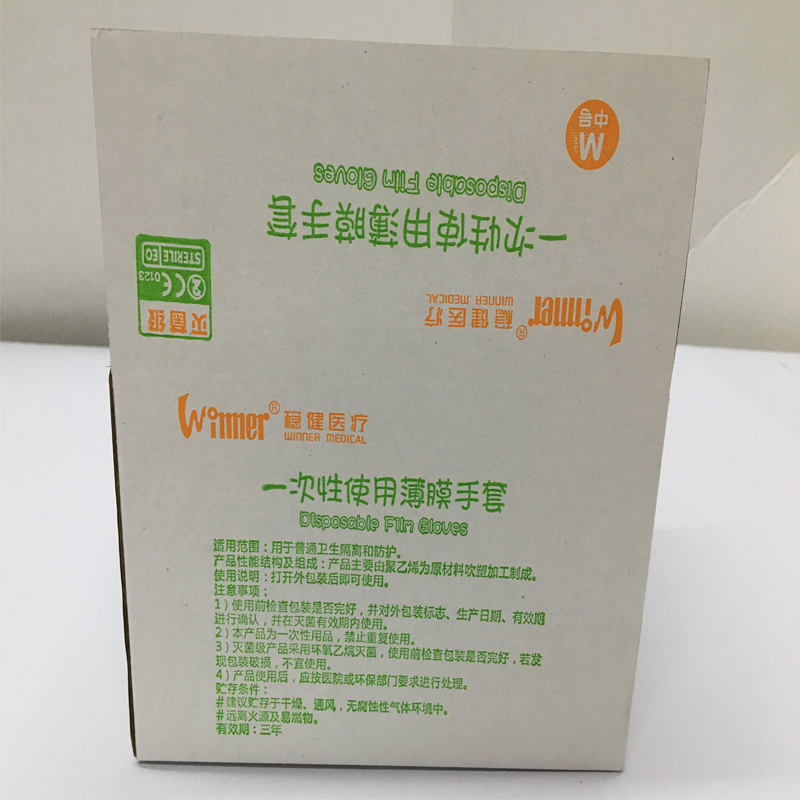 M
中号
Disposable Film Gloves
一次性使用薄膜手套
STERILE EO
CE 0123
灭菌级
Winner® 稳健医疗
WINNER MEDICAL
Winner® 稳健医疗
WINNER MEDICAL
一次性使用薄膜手套
Disposable Film Gloves
适用范围：用于普通卫生隔离和防护。
产品性能结构及组成：产品主要由聚乙烯为原材料吹塑加工制成。
使用说明：打开外包装后即可使用。
注意事项：
1）使用前检查包装是否完好，并对外包装标志、生产日期、有效期
进行确认，并在灭菌有效期内使用。
2）本产品为一次性用品，禁止重复使用。
3）灭菌级产品采用环氧乙烷灭菌，使用前检查包装是否完好，若发
现包装破损，不宜使用。
4）产品使用后，应按医院或环保部门要求进行处理。
贮存条件：
#建议贮存于干燥、通风，无腐蚀性气体环境中。
#远离火源及易燃物。
有效期：三年